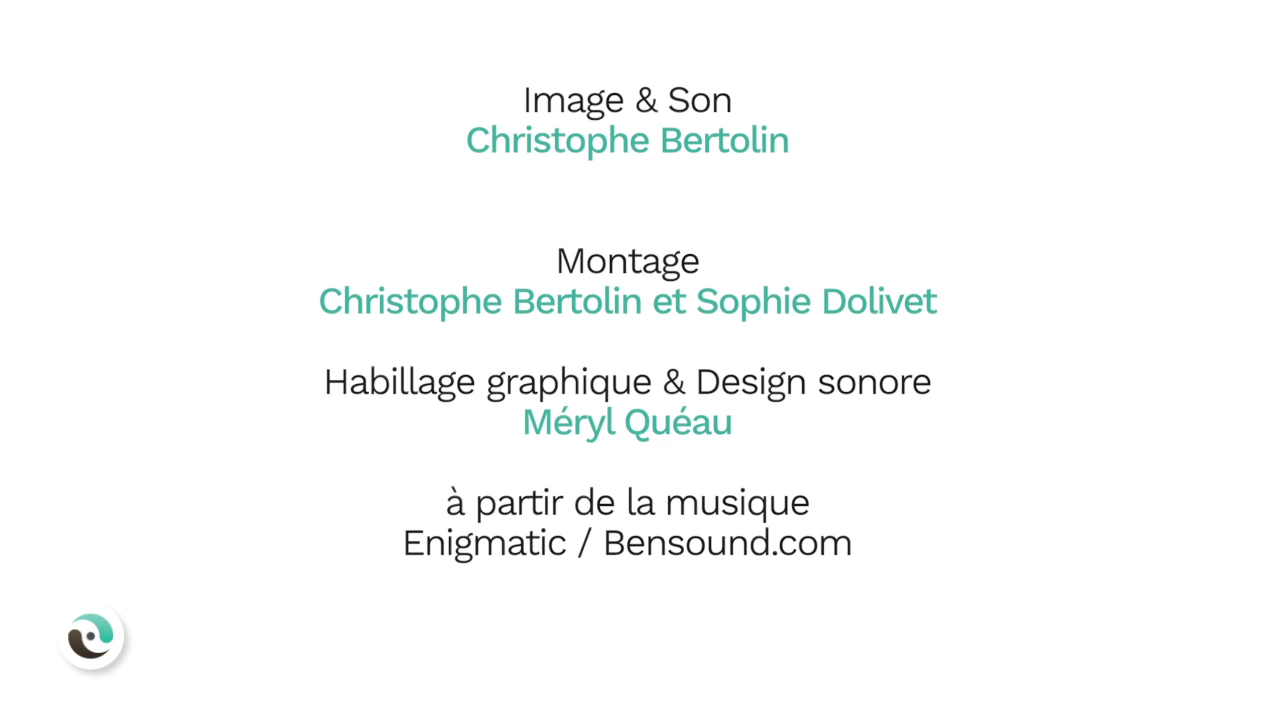 Image & Son
Christophe Bertolin
Montage
Christophe Bertolin et Sophie Dolivet
Habillage graphique & Design sonore
Méryl Quéau
à partir de la musique
Enigmatic / Bensound.com